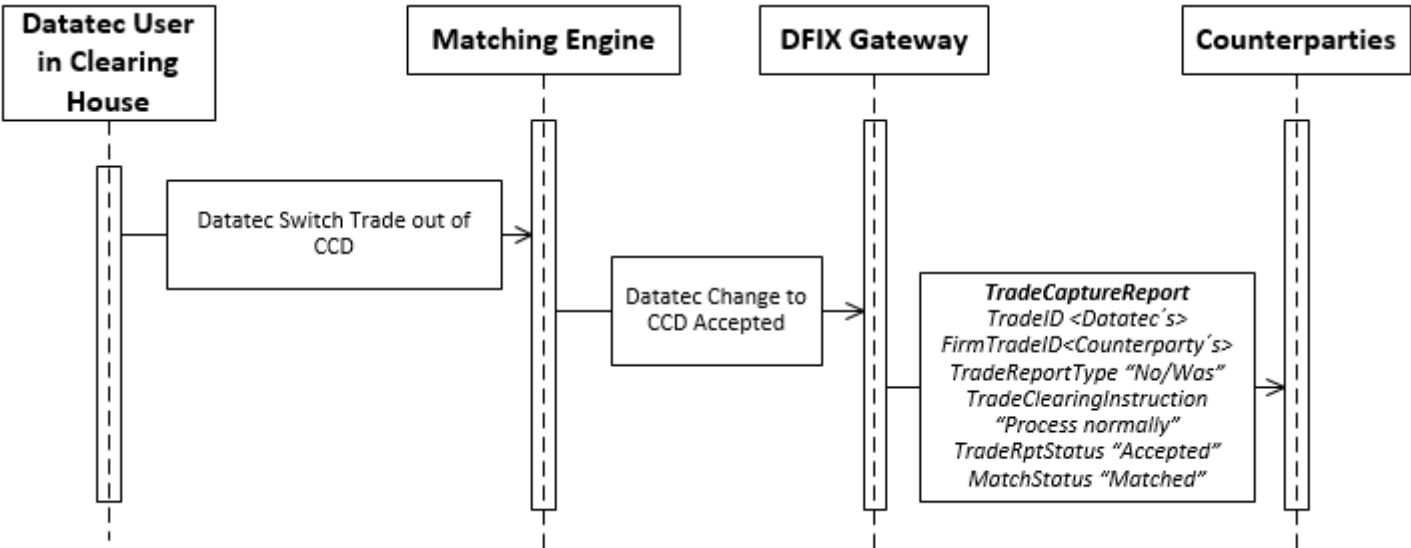 Datatec User
in Clearing
House
Matching Engine
DFIX Gateway
Counterparties
Datatec Switch Trade out of
CCD
Datatec Change to
CCD Accepted
TradeCaptureReport
TradeID <Datatec´s>
FirmTradeID<Counterparty´s>
TradeReportType “No/Was”
TradeClearingInstruction
“Process normally”
TradeRptStatus “Accepted”
MatchStatus “Matched”